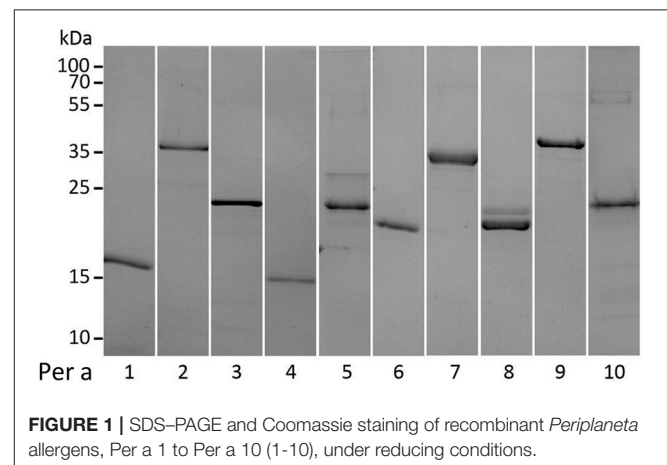 kDa
100
70
55
35
25
15
10
Per a 1 2 3 4 5 6 7 8 9 10
FIGURE 1 | SDS–PAGE and Coomassie staining of recombinant Periplaneta
allergens, Per a 1 to Per a 10 (1-10), under reducing conditions.